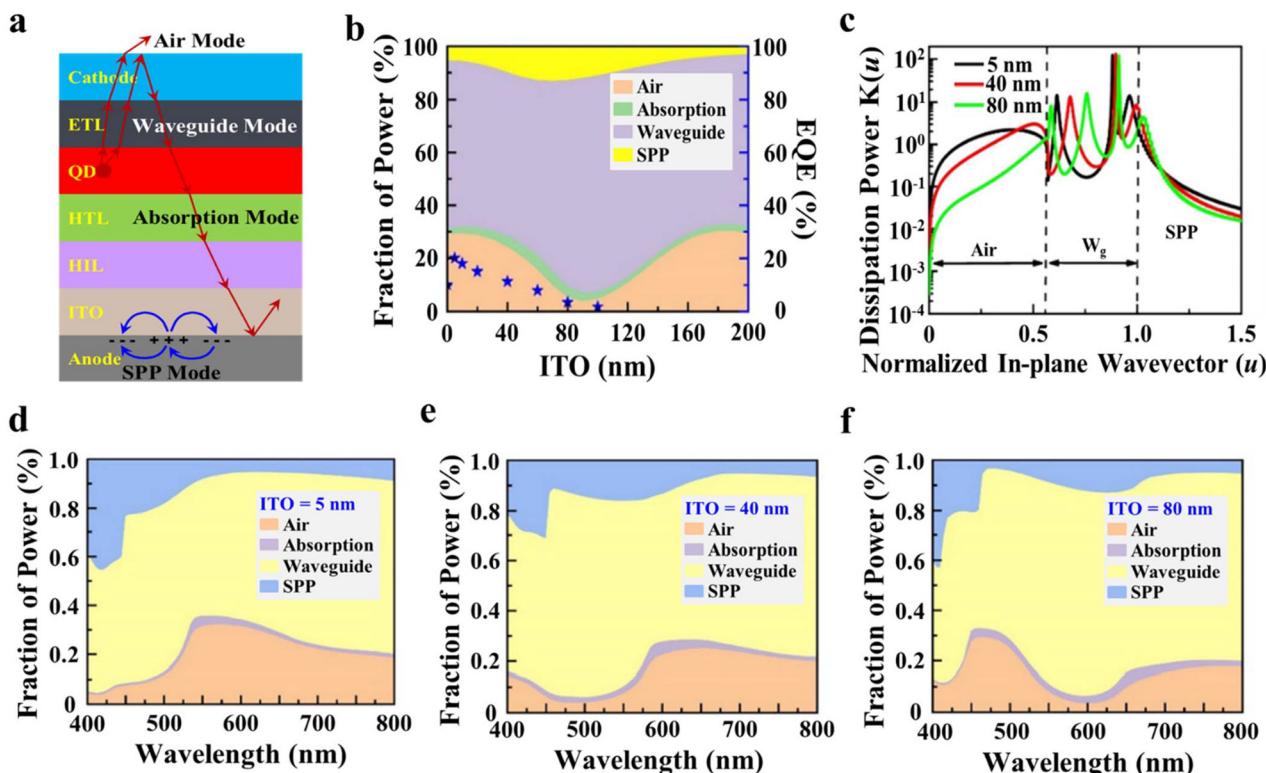 a
Air Mode
Cathode
ETL
Waveguide Mode
QD
HTL
Absorption Mode
HIL
ITO
- - - + + + - - -
Anode
SPP Mode
b
Fraction of Power (%)
100
80
60
40
20
0
Air
Absorption
Waveguide
SPP
100
80
60
40
20
0
EQE (%)
0 40 80 120 160 200
ITO (nm)
c
Dissipation Power K(u)
10²
10¹
10⁰
10⁻¹
10⁻²
10⁻³
10⁻⁴
5 nm
40 nm
80 nm
Air
Wg
SPP
0 0.5 1.0 1.5
Normalized In-plane Wavevector (u)
d
Fraction of Power (%)
1.0
0.8
0.6
0.4
0.2
0
ITO = 5 nm
Air
Absorption
Waveguide
SPP
400 500 600 700 800
Wavelength (nm)
e
Fraction of Power (%)
1.0
0.8
0.6
0.4
0.2
0
ITO = 40 nm
Air
Absorption
Waveguide
SPP
400 500 600 700 800
Wavelength (nm)
f
Fraction of Power (%)
1.0
0.8
0.6
0.4
0.2
0
ITO = 80 nm
Air
Absorption
Waveguide
SPP
400 500 600 700 800
Wavelength (nm)